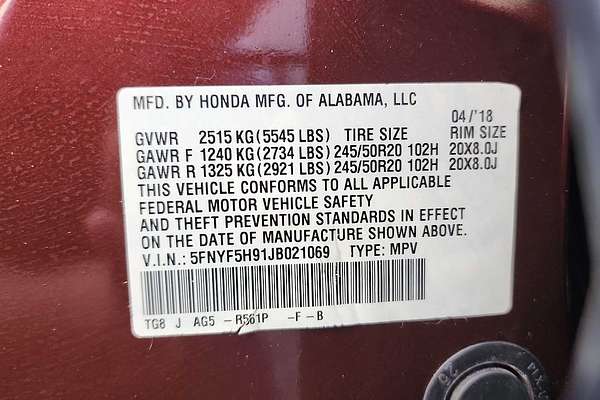 MFD. BY HONDA MFG. OF ALABAMA, LLC
04/'18
GVWR 2515 KG (5545 LBS) TIRE SIZE RIM SIZE
GAWR F 1240 KG (2734 LBS) 245/50R20 102H 20X8.0J
GAWR R 1325 KG (2921 LBS) 245/50R20 102H 20X8.0J
THIS VEHICLE CONFORMS TO ALL APPLICABLE
FEDERAL MOTOR VEHICLE SAFETY
AND THEFT PREVENTION STANDARDS IN EFFECT
ON THE DATE OF MANUFACTURE SHOWN ABOVE.
V.I.N.: 5FNYF5H91JB021069 TYPE: MPV
TG8 J AG5 -R561P -F -B
20